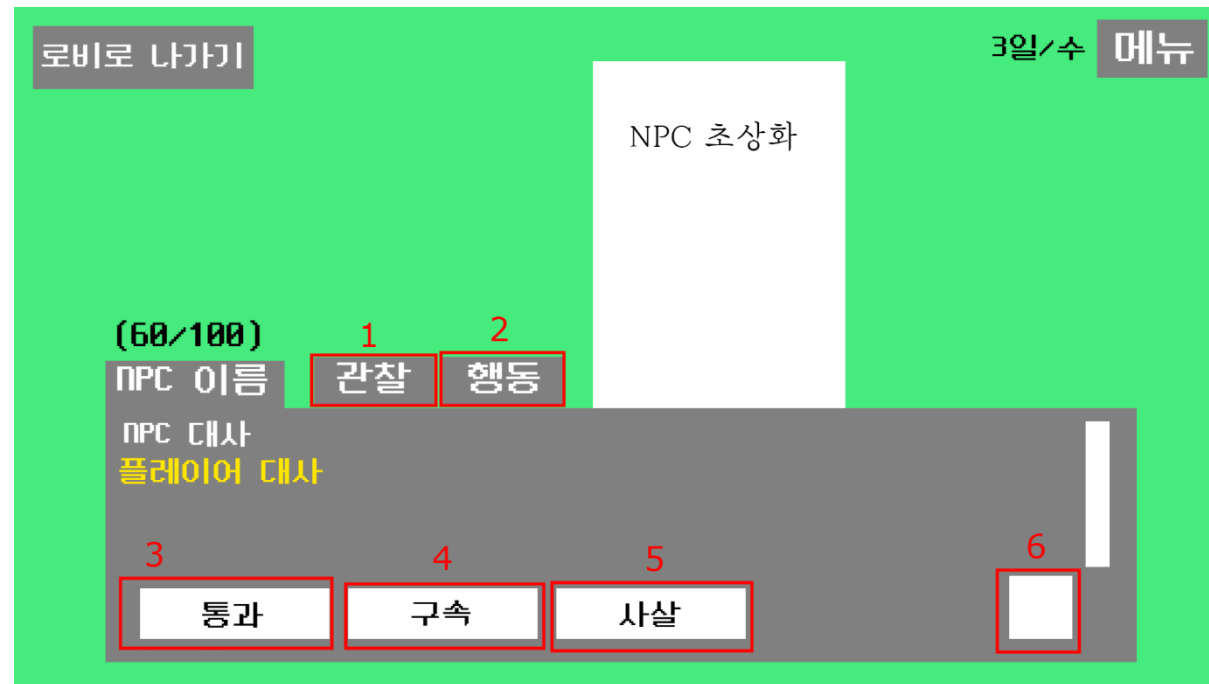 로비로 나가기
3일/수
메뉴
NPC 초상화
(60/100)
1
2
NPC 이름
관찰
행동
NPC 대사
플레이어 대사
3
4
5
6
통과
구속
사살